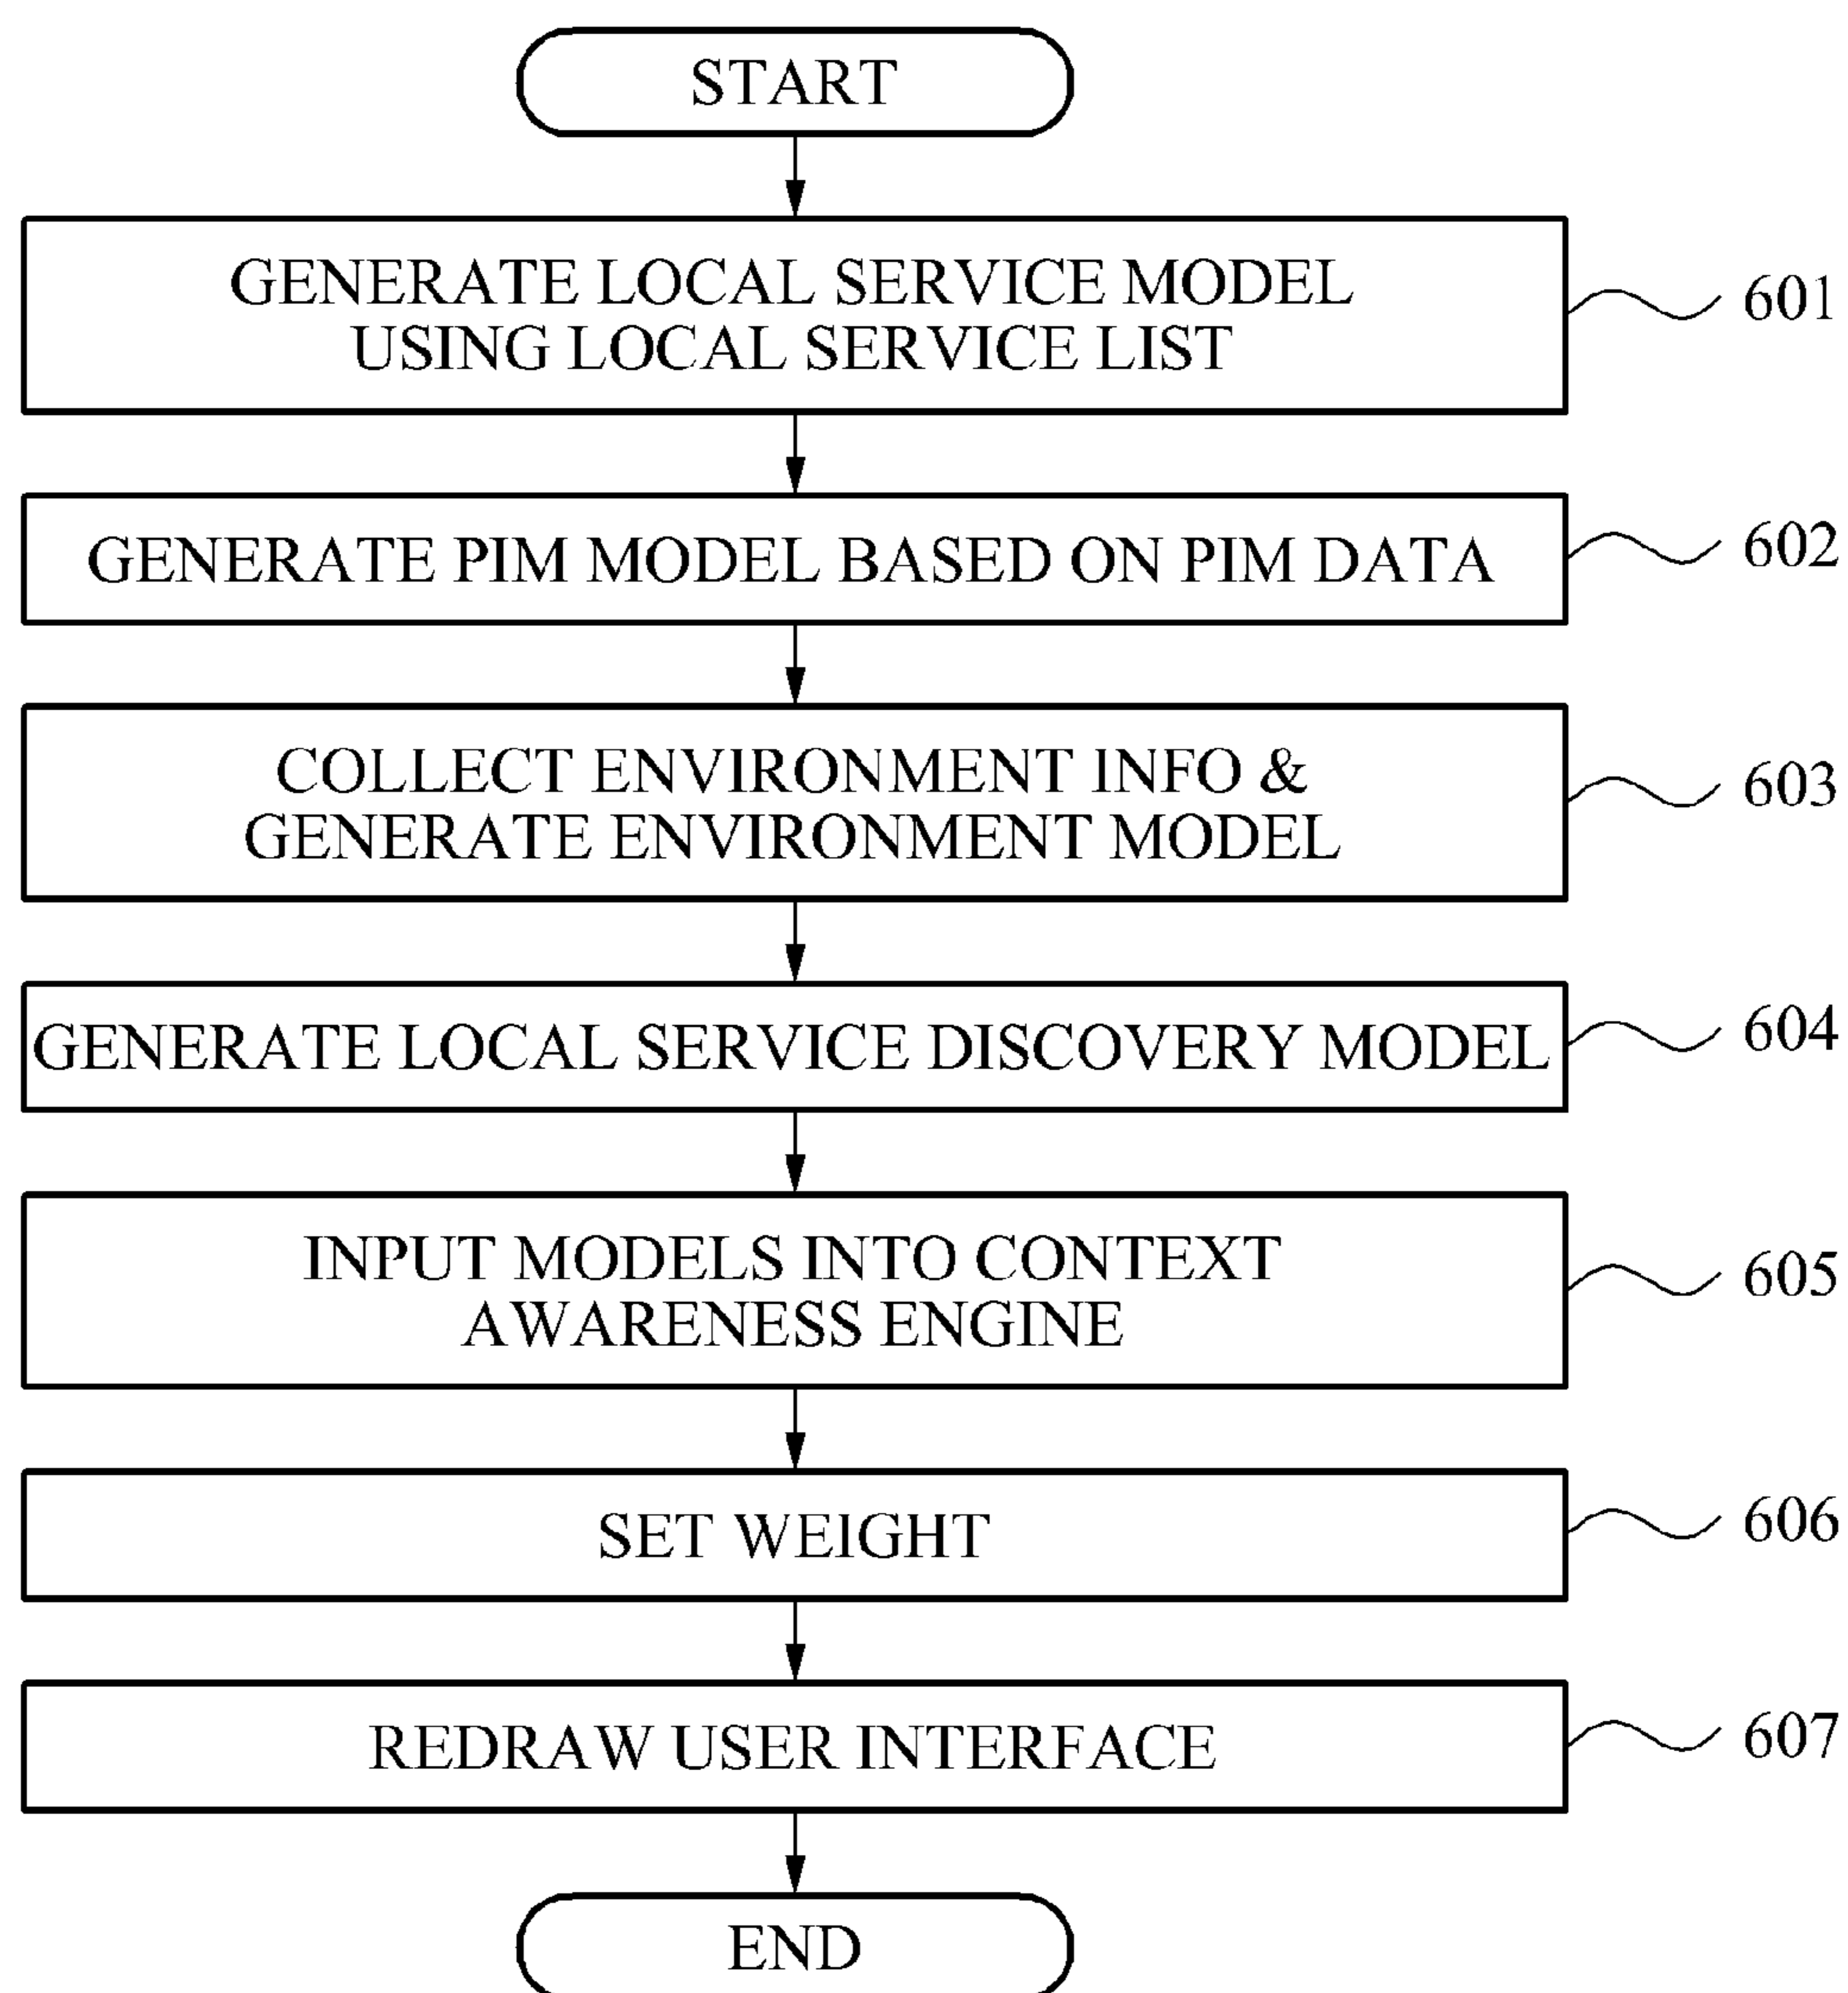 START
GENERATE LOCAL SERVICE MODEL
USING LOCAL SERVICE LIST
601
GENERATE PIM MODEL BASED ON PIM DATA
602
COLLECT ENVIRONMENT INFO &
GENERATE ENVIRONMENT MODEL
603
GENERATE LOCAL SERVICE DISCOVERY MODEL
604
INPUT MODELS INTO CONTEXT
AWARENESS ENGINE
605
SET WEIGHT
606
REDRAW USER INTERFACE
607
END